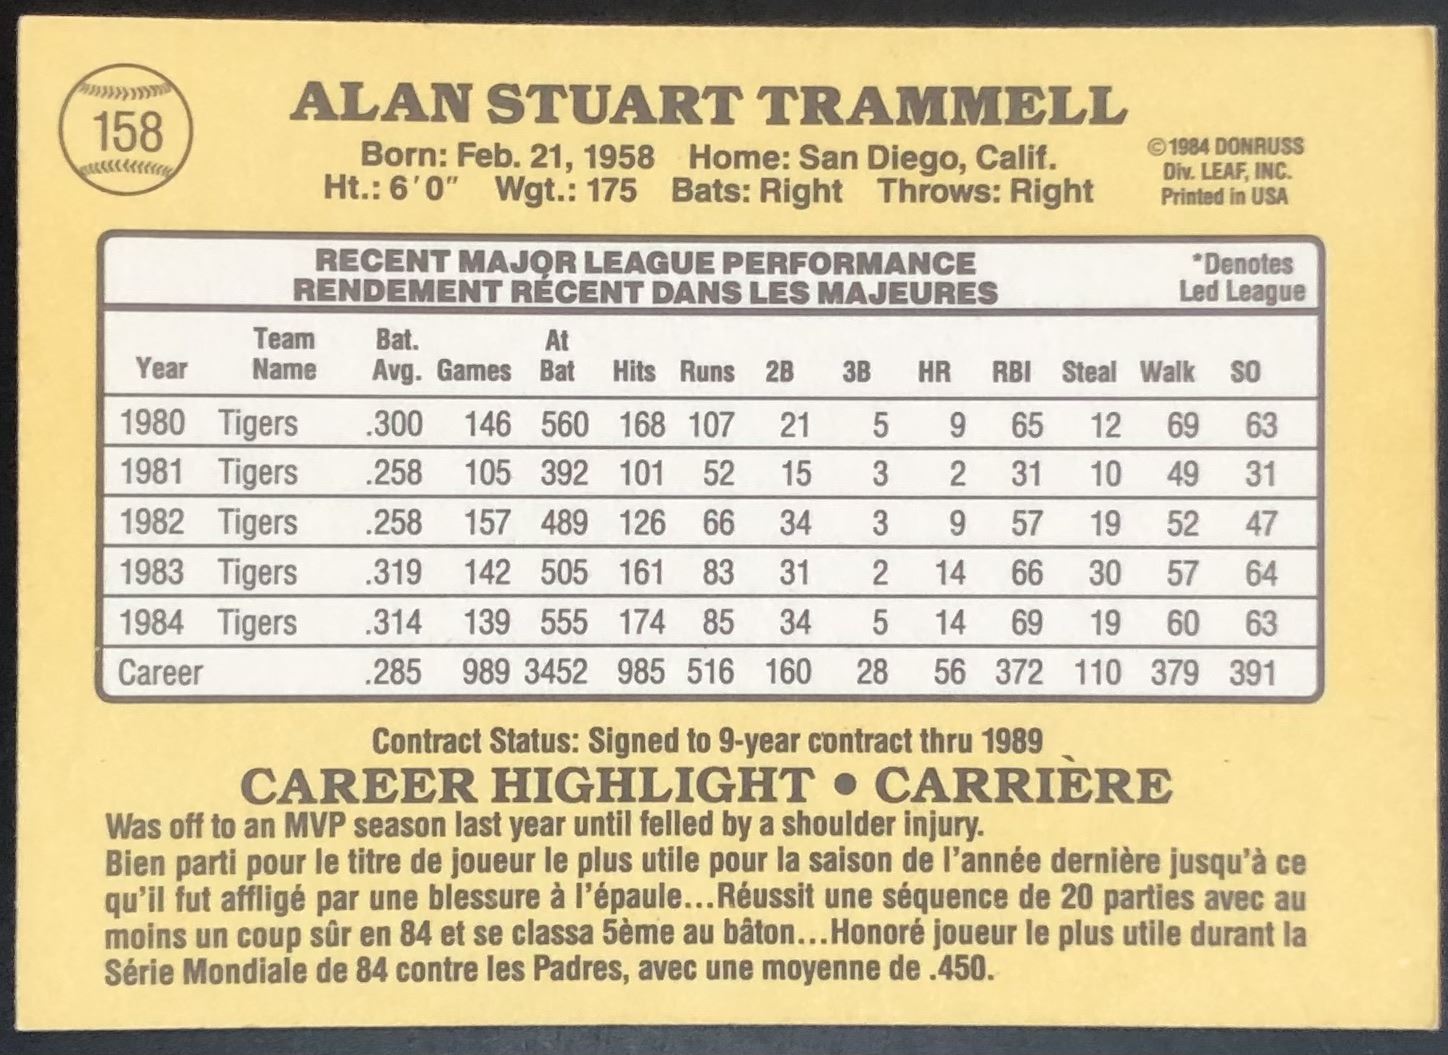 158
ALAN STUART TRAMMELL
Born: Feb. 21, 1958 Home: San Diego, Calif.
Ht.: 6'0" Wgt.: 175 Bats: Right Throws: Right
©1984 DONRUSS
Div. LEAF, INC.
Printed in USA
RECENT MAJOR LEAGUE PERFORMANCE
RENDEMENT RÉCENT DANS LES MAJEURES
*Denotes
Led League
Year Team Name Bat. Avg. Games At Bat Hits Runs 2B 3B HR RBI Steal Walk SO
1980 Tigers .300 146 560 168 107 21 5 9 65 12 69 63
1981 Tigers .258 105 392 101 52 15 3 2 31 10 49 31
1982 Tigers .258 157 489 126 66 34 3 9 57 19 52 47
1983 Tigers .319 142 505 161 83 31 2 14 66 30 57 64
1984 Tigers .314 139 555 174 85 34 5 14 69 19 60 63
Career .285 989 3452 985 516 160 28 56 372 110 379 391
Contract Status: Signed to 9-year contract thru 1989
CAREER HIGHLIGHT • CARRIÈRE
Was off to an MVP season last year until felled by a shoulder injury.
Bien parti pour le titre de joueur le plus utile pour la saison de l'année dernière jusqu'à ce
qu'il fut affligé par une blessure à l'épaule...Réussit une séquence de 20 parties avec au
moins un coup sûr en 84 et se classa 5ème au bâton...Honoré joueur le plus utile durant la
Série Mondiale de 84 contre les Padres, avec une moyenne de .450.